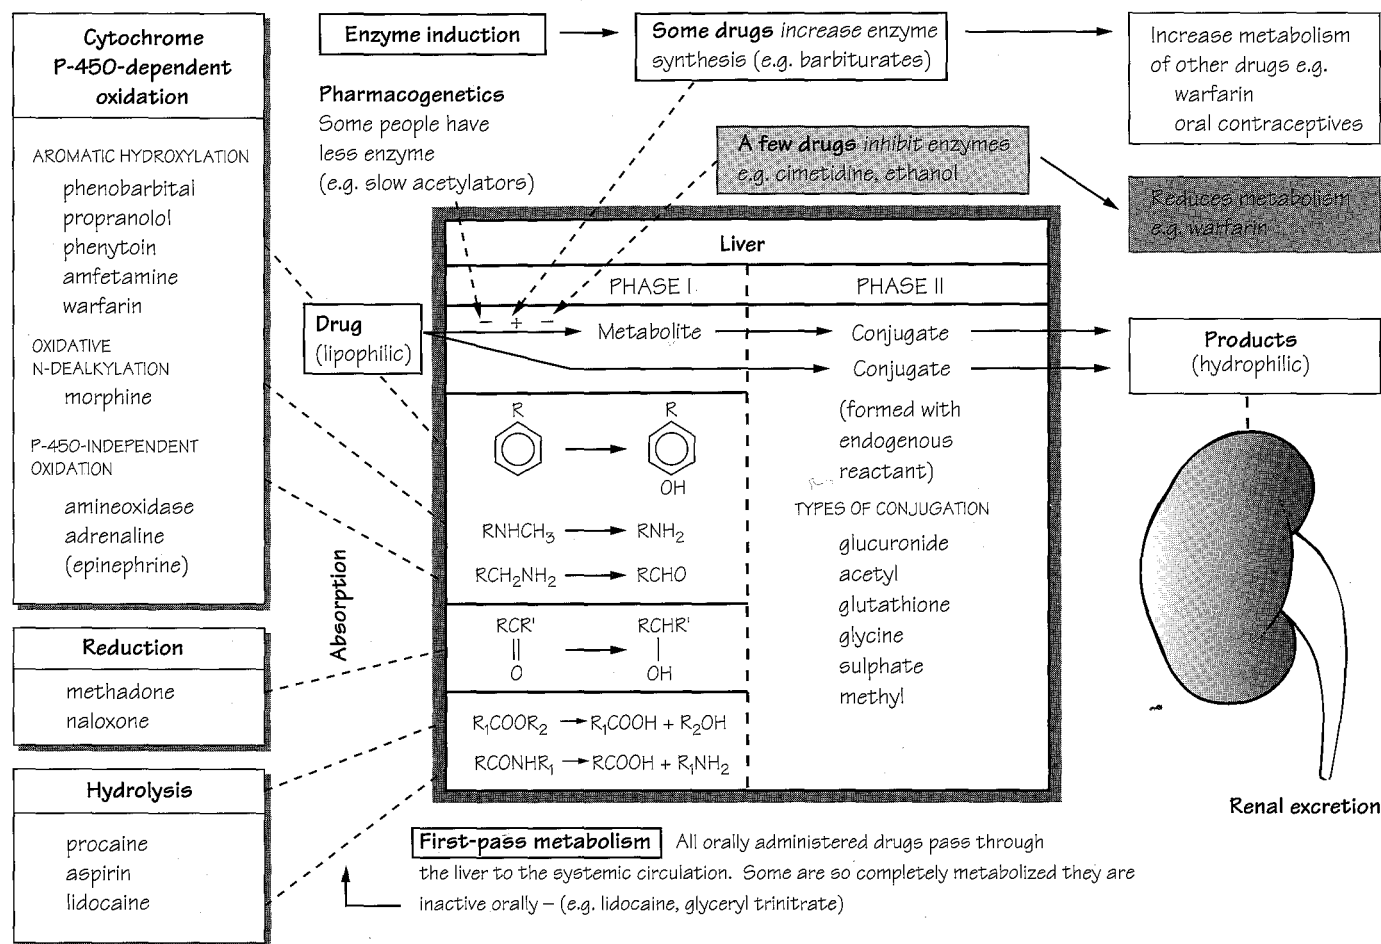 Cytochrome
P-450-dependent
oxidation
AROMATIC HYDROXYLATION
phenobarbital
propranolol
phenytoin
amfetamine
warfarin
OXIDATIVE
N-DEALKYLATION
morphine
P-450-INDEPENDENT
OXIDATION
amineoxidase
adrenaline
(epinephrine)
Reduction
methadone
naloxone
Hydrolysis
procaine
aspirin
lidocaine
Enzyme induction
Some drugs increase enzyme
synthesis (e.g. barbiturates)
Increase metabolism
of other drugs e.g.
warfarin
oral contraceptives
Pharmacogenetics
Some people have
less enzyme
(e.g. slow acetylators)
A few drugs inhibit enzymes
e.g. cimetidine, ethanol
Reduces metabolism
e.g. warfarin
Drug
(lipophilic)
Absorption
Liver
PHASE I
PHASE II
− + −
Metabolite
Conjugate
Conjugate
R
R
OH
RNHCH₃
RNH₂
RCH₂NH₂
RCHO
RCR'
O
RCHR'
OH
R₁COOR₂
R₁COOH + R₂OH
RCONHR₁
RCOOH + R₁NH₂
(formed with
endogenous
reactant)
TYPES OF CONJUGATION
glucuronide
acetyl
glutathione
glycine
sulphate
methyl
Products
(hydrophilic)
Renal excretion
First-pass metabolism All orally administered drugs pass through
the liver to the systemic circulation. Some are so completely metabolized they are
inactive orally – (e.g. lidocaine, glyceryl trinitrate)